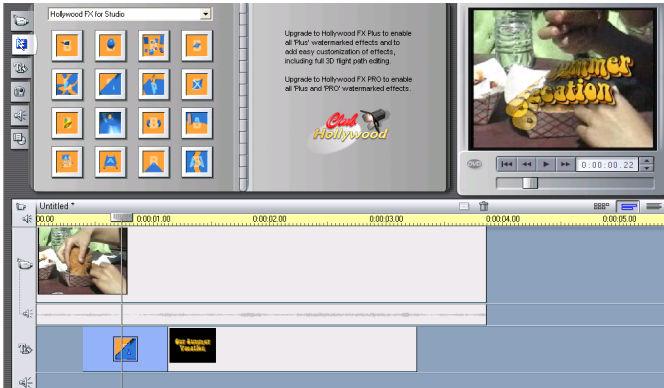 Hollywood FX for Studio
Upgrade to Hollywood FX Plus to enable
all 'Plus' watermarked effects and to
add easy customization of effects,
including full 3D flight path editing.
Upgrade to Hollywood FX PRO to enable
all 'Plus and 'PRO' watermarked effects.
Club
Hollywood
Summer
Vacation
0:00:00.22
Untitled *
00.00
0:00:01.00
0:00:02.00
0:00:03.00
0:00:04.00
0:00:05.00
Our Summer
Vacation